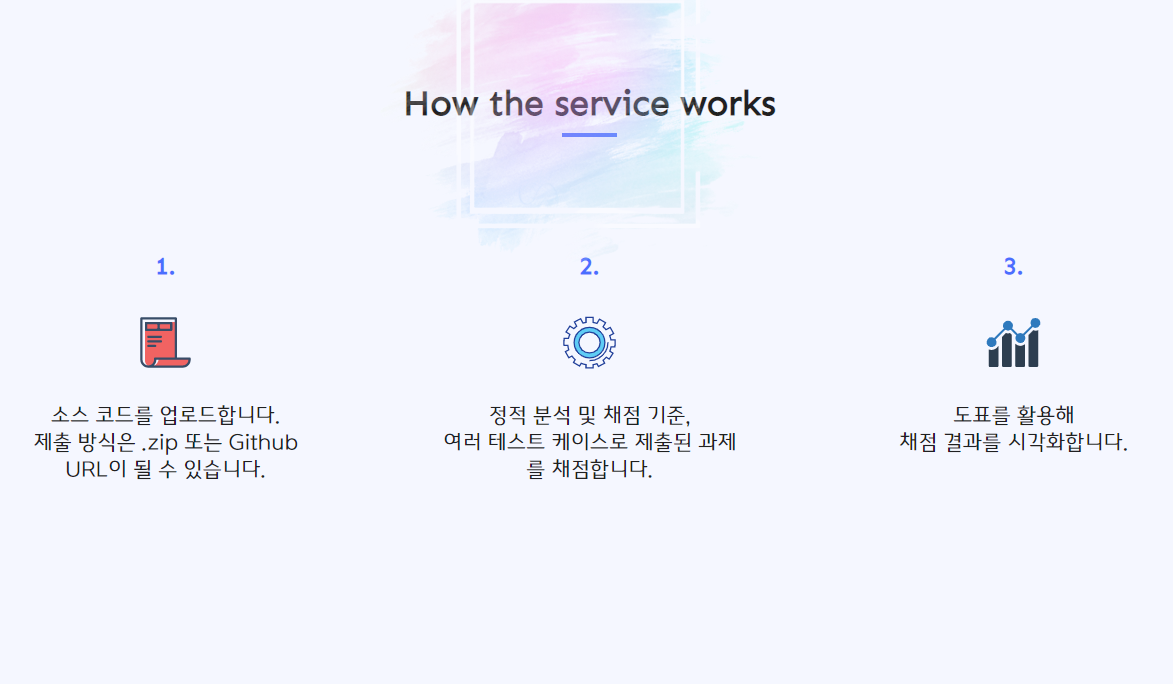 How the service works
1.
2.
3.
소스 코드를 업로드합니다.
제출 방식은 .zip 또는 Github
URL이 될 수 있습니다.
정적 분석 및 채점 기준,
여러 테스트 케이스로 제출된 과제
를 채점합니다.
도표를 활용해
채점 결과를 시각화합니다.